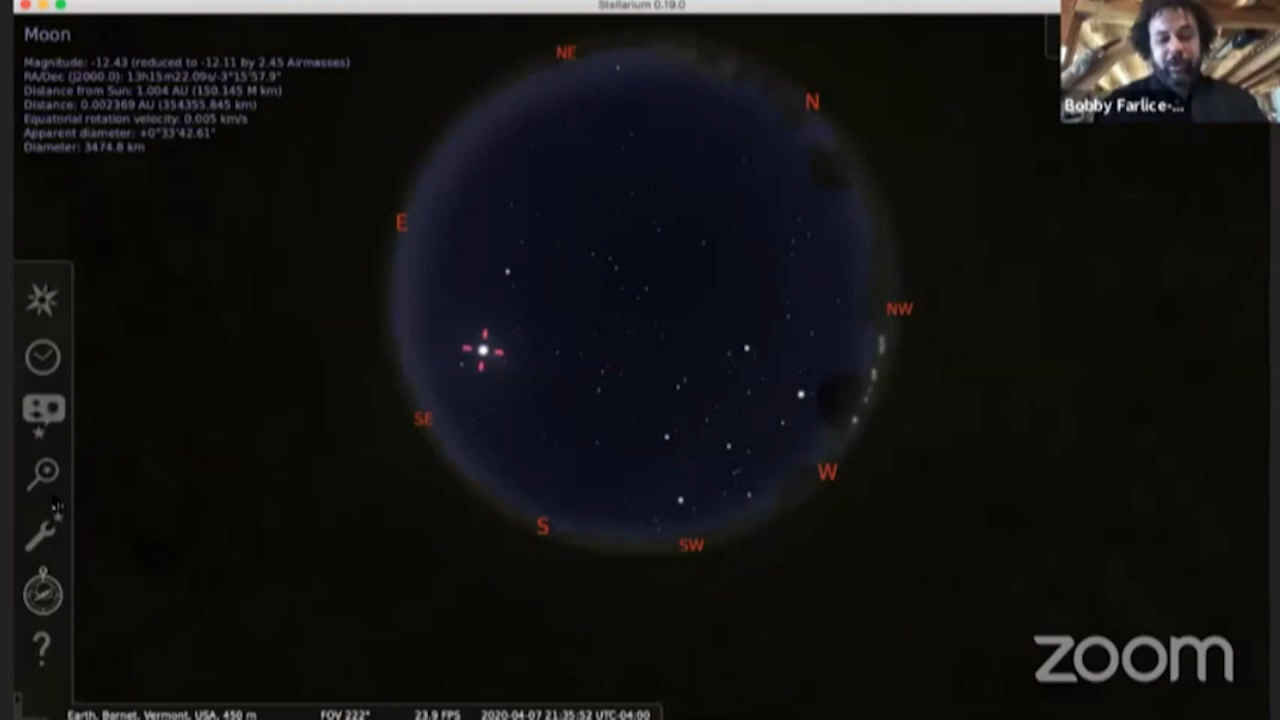 Stellarium 0.19.0
Moon
Magnitude: -12.43 (reduced to -12.11 by 2.45 Airmasses)
RA/Dec (J2000.0): 13h15m22.09s/-3°15'57.9"
Distance from Sun: 1.004 AU (150.145 M km)
Distance: 0.002369 AU (354355.845 km)
Equatorial rotation velocity: 0.005 km/s
Apparent diameter: +0°33'42.61"
Diameter: 3474.8 km
Bobby Farlice-...
NE
N
E
NW
SE
W
S
SW
zoom
Earth, Barnet, Vermont, USA, 450 m
FOV 222°
23.9 FPS
2020-04-07 21:35:52 UTC-04:00